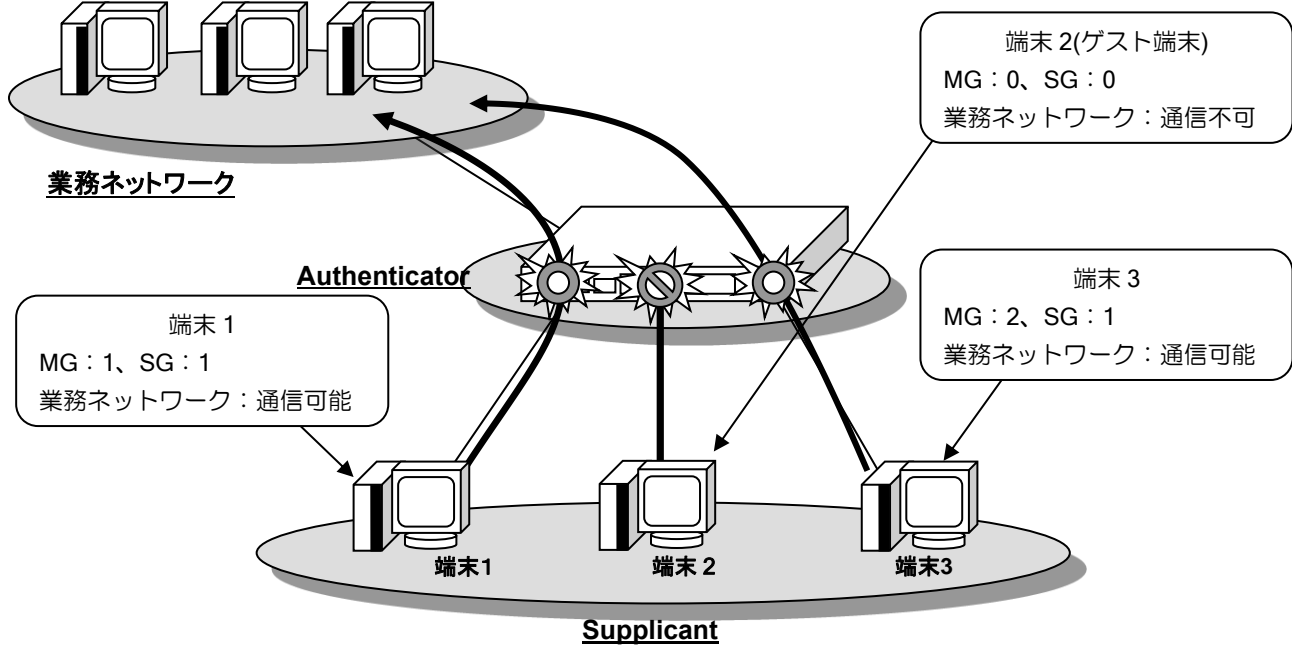 端末 2(ゲスト端末)
MG：0、SG：0
業務ネットワーク：通信不可
業務ネットワーク
Authenticator
端末 1
MG：1、SG：1
業務ネットワーク：通信可能
端末 3
MG：2、SG：1
業務ネットワーク：通信可能
端末1
端末 2
端末3
Supplicant